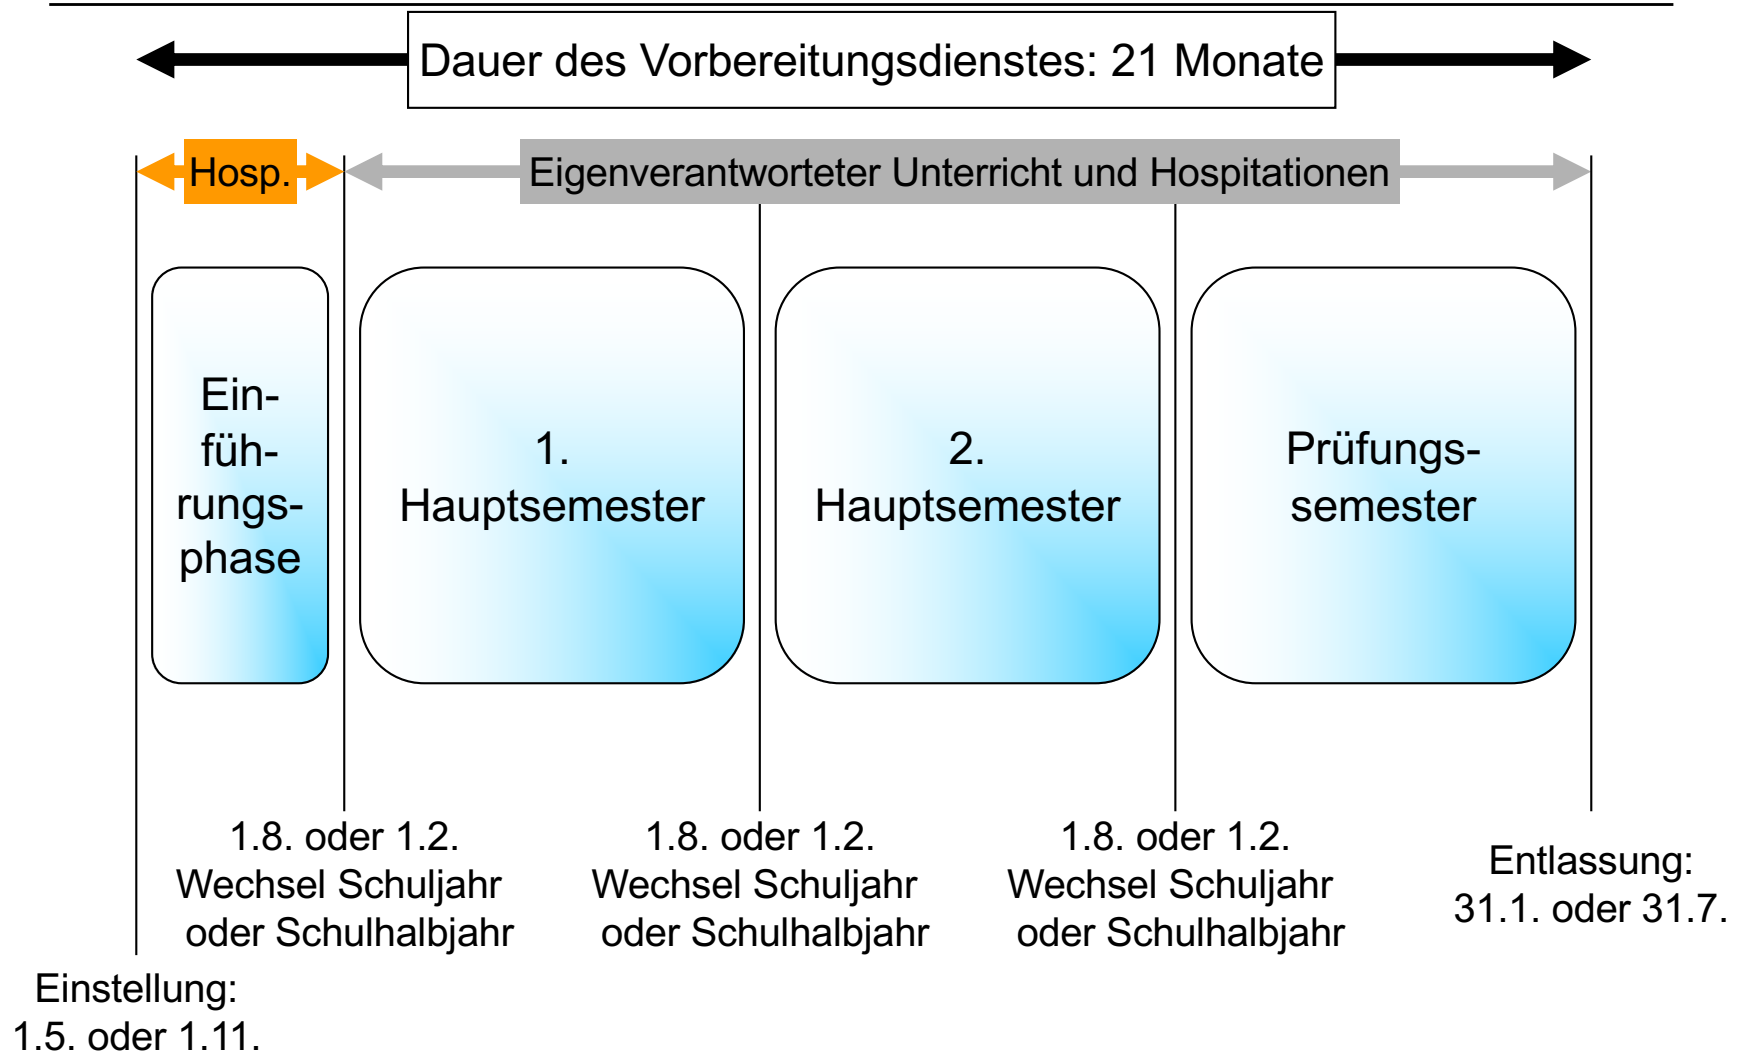 Dauer des Vorbereitungsdienstes: 21 Monate
Hosp.
Eigenverantworteter Unterricht und Hospitationen
Ein-
füh-
rungs-
phase
1.
Hauptsemester
2.
Hauptsemester
Prüfungs-
semester
1.8. oder 1.2.
Wechsel Schuljahr
oder Schulhalbjahr
1.8. oder 1.2.
Wechsel Schuljahr
oder Schulhalbjahr
1.8. oder 1.2.
Wechsel Schuljahr
oder Schulhalbjahr
Entlassung:
31.1. oder 31.7.
Einstellung:
1.5. oder 1.11.